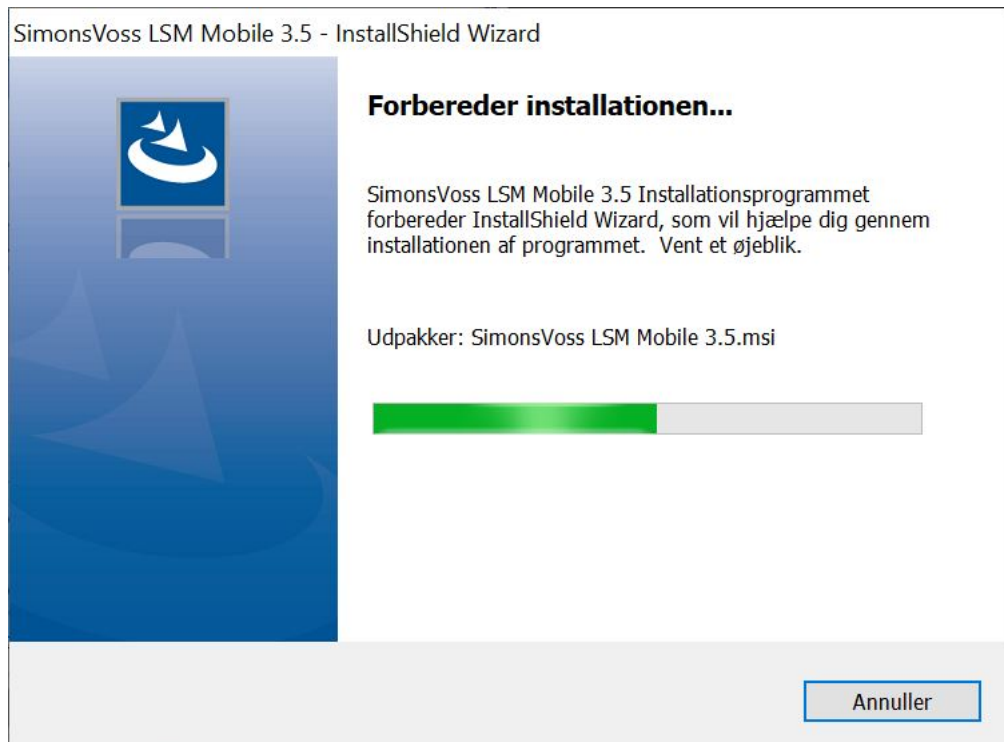 SimonsVoss LSM Mobile 3.5 - InstallShield Wizard
Forbereder installationen...
SimonsVoss LSM Mobile 3.5 Installationsprogrammet
forbereder InstallShield Wizard, som vil hjælpe dig gennem
installationen af programmet.  Vent et øjeblik.
Udpakker: SimonsVoss LSM Mobile 3.5.msi
Annuller